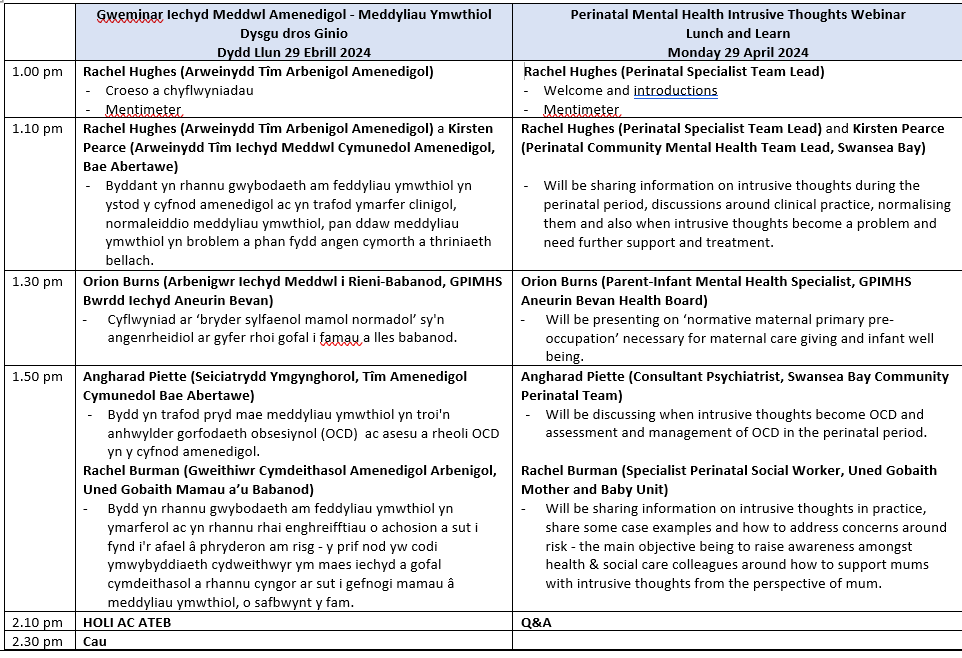 Gweminar Iechyd Meddwl Amenedigol - Meddyliau Ymwthiol
Dysgu dros Ginio
Dydd Llun 29 Ebrill 2024
Perinatal Mental Health Intrusive Thoughts Webinar
Lunch and Learn
Monday 29 April 2024
1.00 pm
Rachel Hughes (Arweinydd Tîm Arbenigol Amenedigol)
- Croeso a chyflwyniadau
- Mentimeter
Rachel Hughes (Perinatal Specialist Team Lead)
- Welcome and introductions
- Mentimeter
1.10 pm
Rachel Hughes (Arweinydd Tîm Arbenigol Amenedigol) a Kirsten
Pearce (Arweinydd Tîm Iechyd Meddwl Cymunedol Amenedigol,
Bae Abertawe)
- Byddant yn rhannu gwybodaeth am feddyliau ymwthiol yn
ystod y cyfnod amenedigol ac yn trafod ymarfer clinigol,
normaleiddio meddyliau ymwthiol, pan ddaw meddyliau
ymwthiol yn broblem a phan fydd angen cymorth a thriniaeth
bellach.
Rachel Hughes (Perinatal Specialist Team Lead) and Kirsten Pearce
(Perinatal Community Mental Health Team Lead, Swansea Bay)
- Will be sharing information on intrusive thoughts during the
perinatal period, discussions around clinical practice, normalising
them and also when intrusive thoughts become a problem and
need further support and treatment.
1.30 pm
Orion Burns (Arbenigwr Iechyd Meddwl i Rieni-Babanod, GPIMHS
Bwrdd Iechyd Aneurin Bevan)
- Cyflwyniad ar ‘bryder sylfaenol mamol normadol’ sy'n
angenrheidiol ar gyfer rhoi gofal i famau a lles babanod.
Orion Burns (Parent-Infant Mental Health Specialist, GPIMHS
Aneurin Bevan Health Board)
- Will be presenting on ‘normative maternal primary pre-
occupation’ necessary for maternal care giving and infant well
being.
1.50 pm
Angharad Piette (Seiciatrydd Ymgynghorol, Tîm Amenedigol
Cymunedol Bae Abertawe)
- Bydd yn trafod pryd mae meddyliau ymwthiol yn troi'n
anhwylder gorfodaeth obsesiynol (OCD) ac asesu a rheoli OCD
yn y cyfnod amenedigol.
Rachel Burman (Gweithiwr Cymdeithasol Amenedigol Arbenigol,
Uned Gobaith Mamau a’u Babanod)
- Bydd yn rhannu gwybodaeth am feddyliau ymwthiol yn
ymarferol ac yn rhannu rhai enghreifftiau o achosion a sut i
fynd i'r afael â phryderon am risg - y prif nod yw codi
ymwybyddiaeth cydweithwyr ym maes iechyd a gofal
cymdeithasol a rhannu cyngor ar sut i gefnogi mamau â
meddyliau ymwthiol, o safbwynt y fam.
Angharad Piette (Consultant Psychiatrist, Swansea Bay Community
Perinatal Team)
- Will be discussing when intrusive thoughts become OCD and
assessment and management of OCD in the perinatal period.
Rachel Burman (Specialist Perinatal Social Worker, Uned Gobaith
Mother and Baby Unit)
- Will be sharing information on intrusive thoughts in practice,
share some case examples and how to address concerns around
risk - the main objective being to raise awareness amongst
health & social care colleagues around how to support mums
with intrusive thoughts from the perspective of mum.
2.10 pm
HOLI AC ATEB
Q&A
2.30 pm
Cau